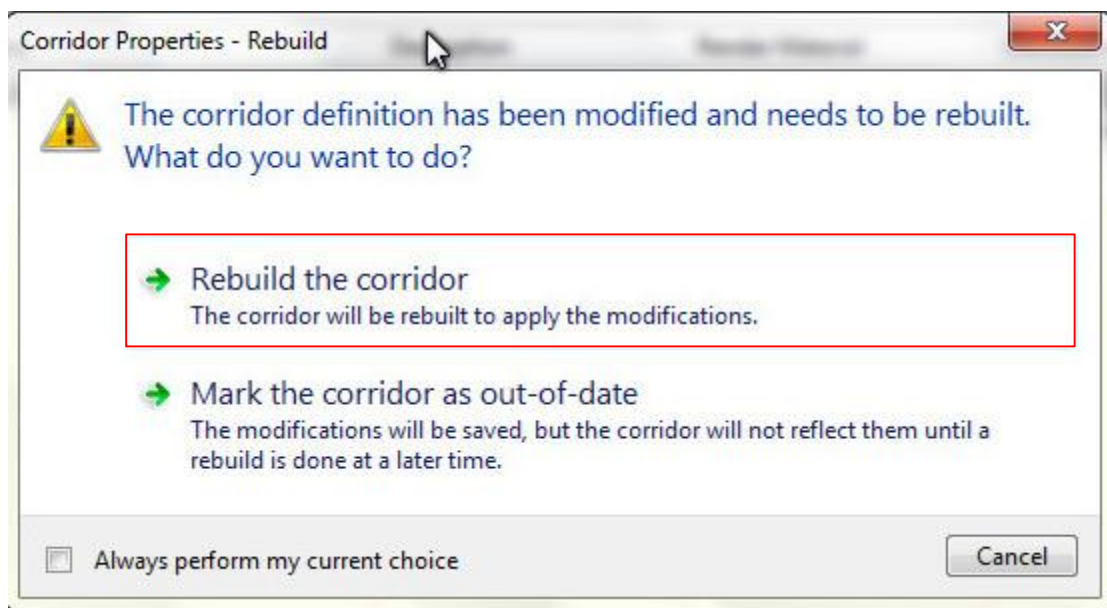 Corridor Properties - Rebuild
The corridor definition has been modified and needs to be rebuilt.
What do you want to do?
Rebuild the corridor
The corridor will be rebuilt to apply the modifications.
Mark the corridor as out-of-date
The modifications will be saved, but the corridor will not reflect them until a
rebuild is done at a later time.
Always perform my current choice
Cancel